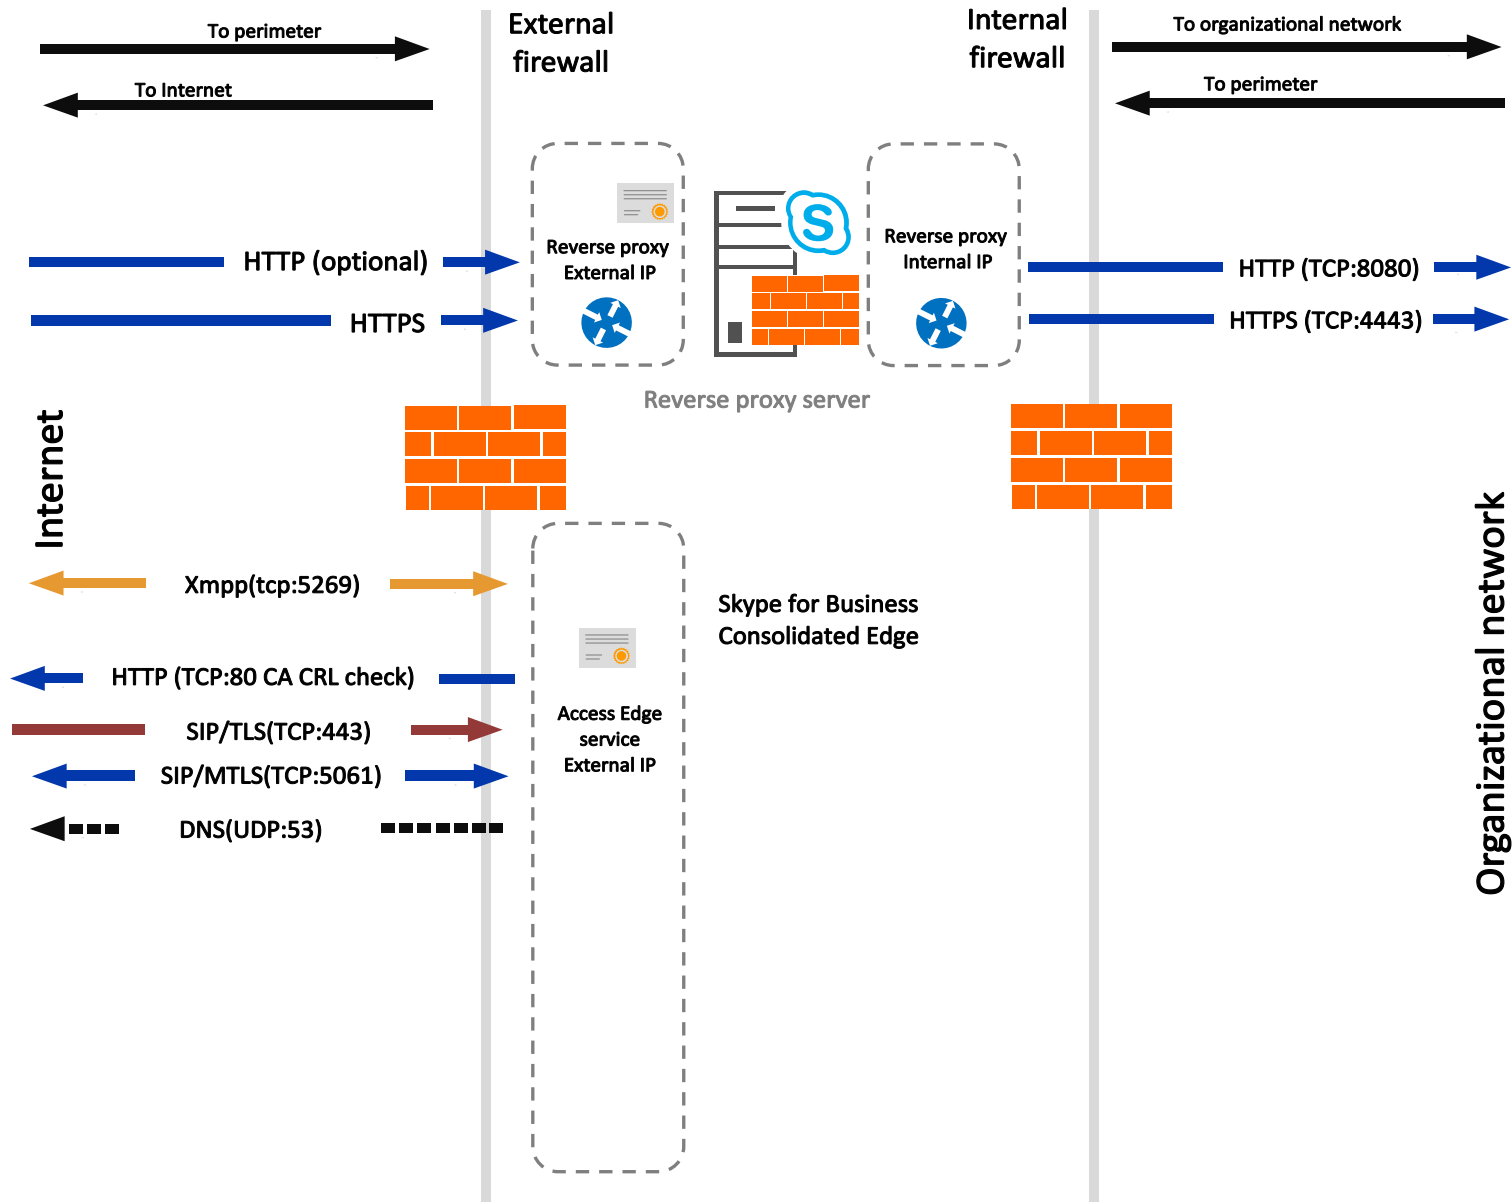 To perimeter
To Internet
External
firewall
Internal
firewall
To organizational network
To perimeter
HTTP (optional)
HTTPS
Reverse proxy
External IP
S
Reverse proxy
Internal IP
HTTP (TCP:8080)
HTTPS (TCP:4443)
Reverse proxy server
Internet
Organizational network
Xmpp(tcp:5269)
HTTP (TCP:80 CA CRL check)
SIP/TLS(TCP:443)
SIP/MTLS(TCP:5061)
DNS(UDP:53)
Access Edge
service
External IP
Skype for Business
Consolidated Edge